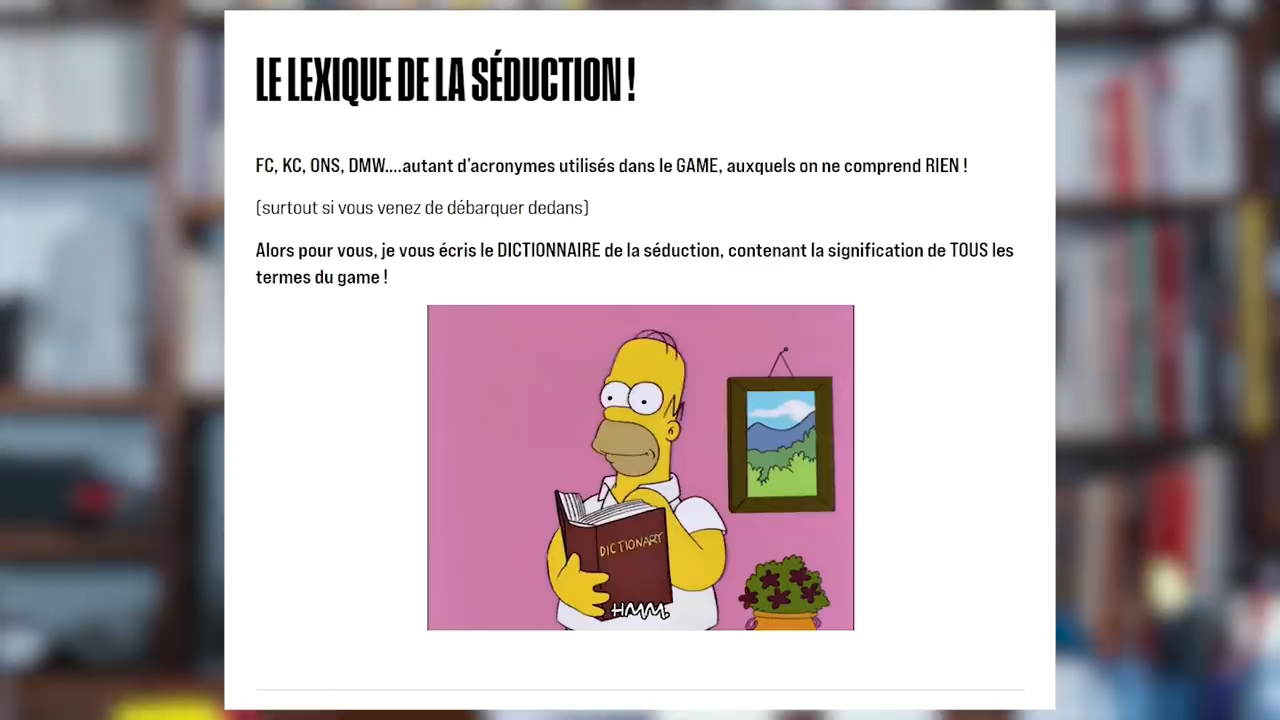 LE LEXIQUE DE LA SÉDUCTION !
FC, KC, ONS, DMW....autant d'acronymes utilisés dans le GAME, auxquels on ne comprend RIEN !
(surtout si vous venez de débarquer dedans)
Alors pour vous, je vous écris le DICTIONNAIRE de la séduction, contenant la signification de TOUS les
termes du game !
DICTIONARY
HMM.